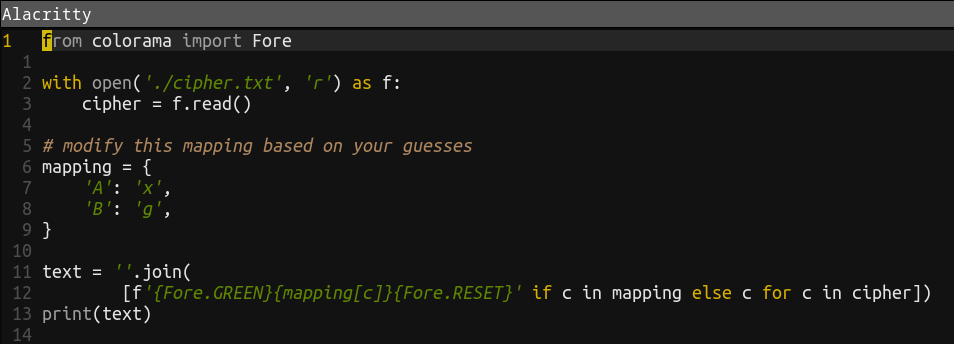 Alacritty
1   from colorama import Fore
  1
  2 with open('./cipher.txt', 'r') as f:
  3     cipher = f.read()
  4
  5 # modify this mapping based on your guesses
  6 mapping = {
  7     'A': 'x',
  8     'B': 'g',
  9 }
 10
 11 text = ''.join(
 12         [f'{Fore.GREEN}{mapping[c]}{Fore.RESET}' if c in mapping else c for c in cipher])
 13 print(text)
 14